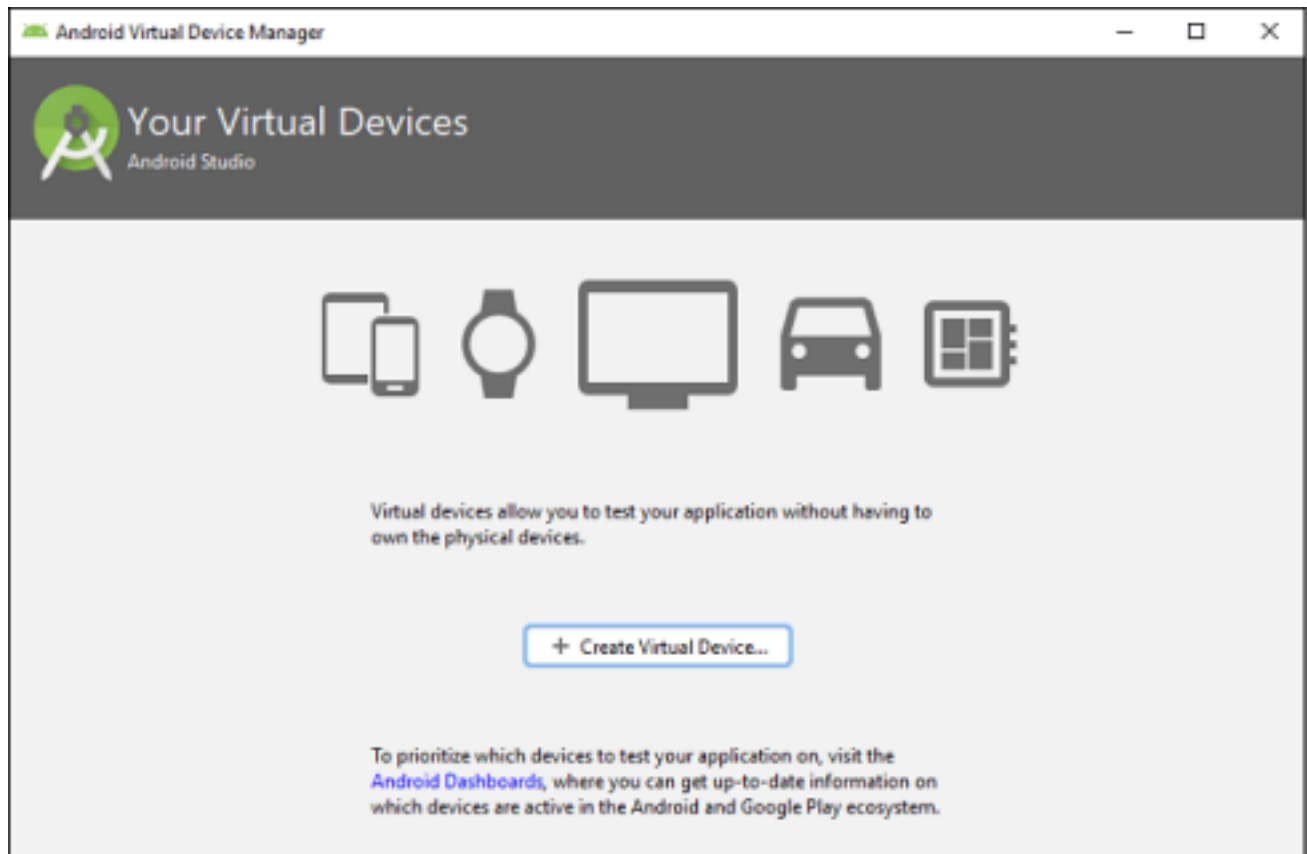 Android Virtual Device Manager
Your Virtual Devices
Android Studio
Virtual devices allow you to test your application without having to
own the physical devices.
+ Create Virtual Device...
To prioritize which devices to test your application on, visit the
Android Dashboards, where you can get up-to-date information on
which devices are active in the Android and Google Play ecosystem.